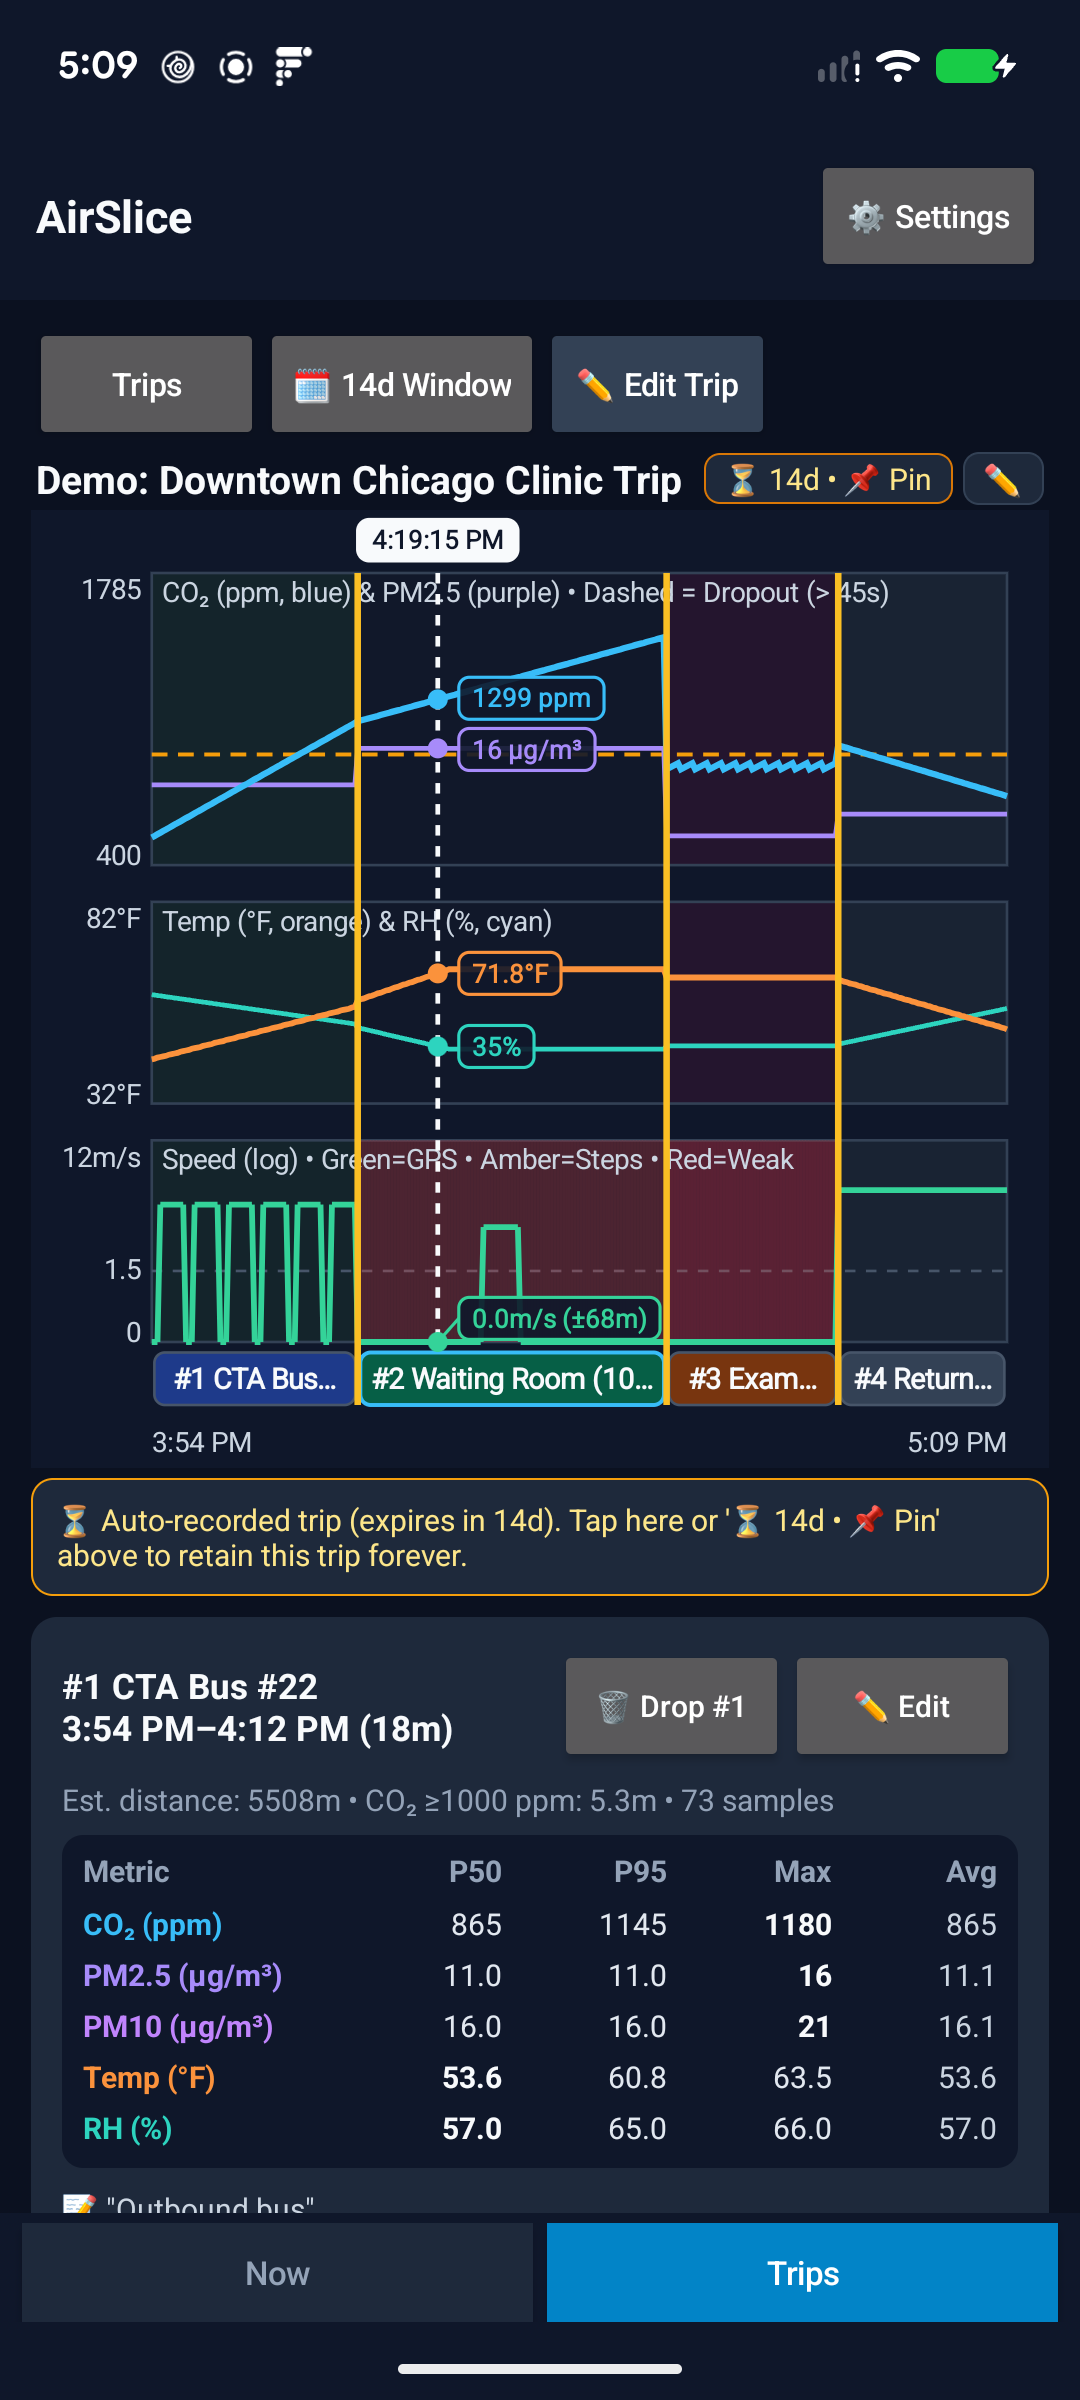 5:09
AirSlice
⚙️ Settings
Trips
🗓️ 14d Window
✏️ Edit Trip
Demo: Downtown Chicago Clinic Trip
⏳ 14d • 📌 Pin
✏️
4:19:15 PM
1785
CO₂ (ppm, blue) & PM2.5 (purple) • Dashed = Dropout (> 45s)
1299 ppm
16 µg/m³
400
82°F
Temp (°F, orange) & RH (%, cyan)
71.8°F
35%
32°F
12m/s
Speed (log) • Green=GPS • Amber=Steps • Red=Weak
1.5
0.0m/s (±68m)
0
#1 CTA Bus...
#2 Waiting Room (10...
#3 Exam...
#4 Return...
3:54 PM
5:09 PM
⏳ Auto-recorded trip (expires in 14d). Tap here or '⏳ 14d • 📌 Pin'
above to retain this trip forever.
#1 CTA Bus #22
3:54 PM–4:12 PM (18m)
🗑️ Drop #1
✏️ Edit
Est. distance: 5508m • CO₂ ≥1000 ppm: 5.3m • 73 samples
Metric P50 P95 Max Avg
CO₂ (ppm) 865 1145 1180 865
PM2.5 (µg/m³) 11.0 11.0 16 11.1
PM10 (µg/m³) 16.0 16.0 21 16.1
Temp (°F) 53.6 60.8 63.5 53.6
RH (%) 57.0 65.0 66.0 57.0
📝 "Outbound bus"
Now
Trips